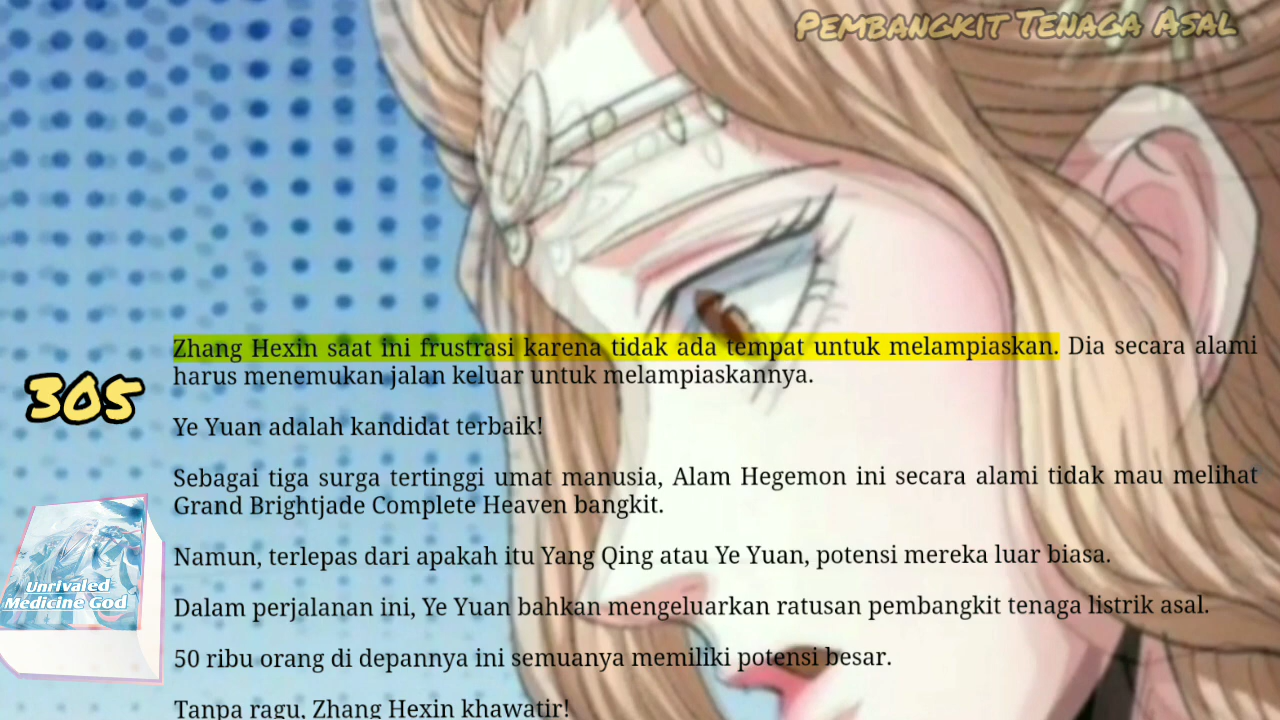 Pembangkit Tenaga Asal
Zhang Hexin saat ini frustrasi karena tidak ada tempat untuk melampiaskan. Dia secara alami
harus menemukan jalan keluar untuk melampiaskannya.
305
Ye Yuan adalah kandidat terbaik!
Sebagai tiga surga tertinggi umat manusia, Alam Hegemon ini secara alami tidak mau melihat
Grand Brightjade Complete Heaven bangkit.
Namun, terlepas dari apakah itu Yang Qing atau Ye Yuan, potensi mereka luar biasa.
Unrivaled
Medicine God
Dalam perjalanan ini, Ye Yuan bahkan mengeluarkan ratusan pembangkit tenaga listrik asal.
50 ribu orang di depannya ini semuanya memiliki potensi besar.
Tanpa ragu, Zhang Hexin khawatir!